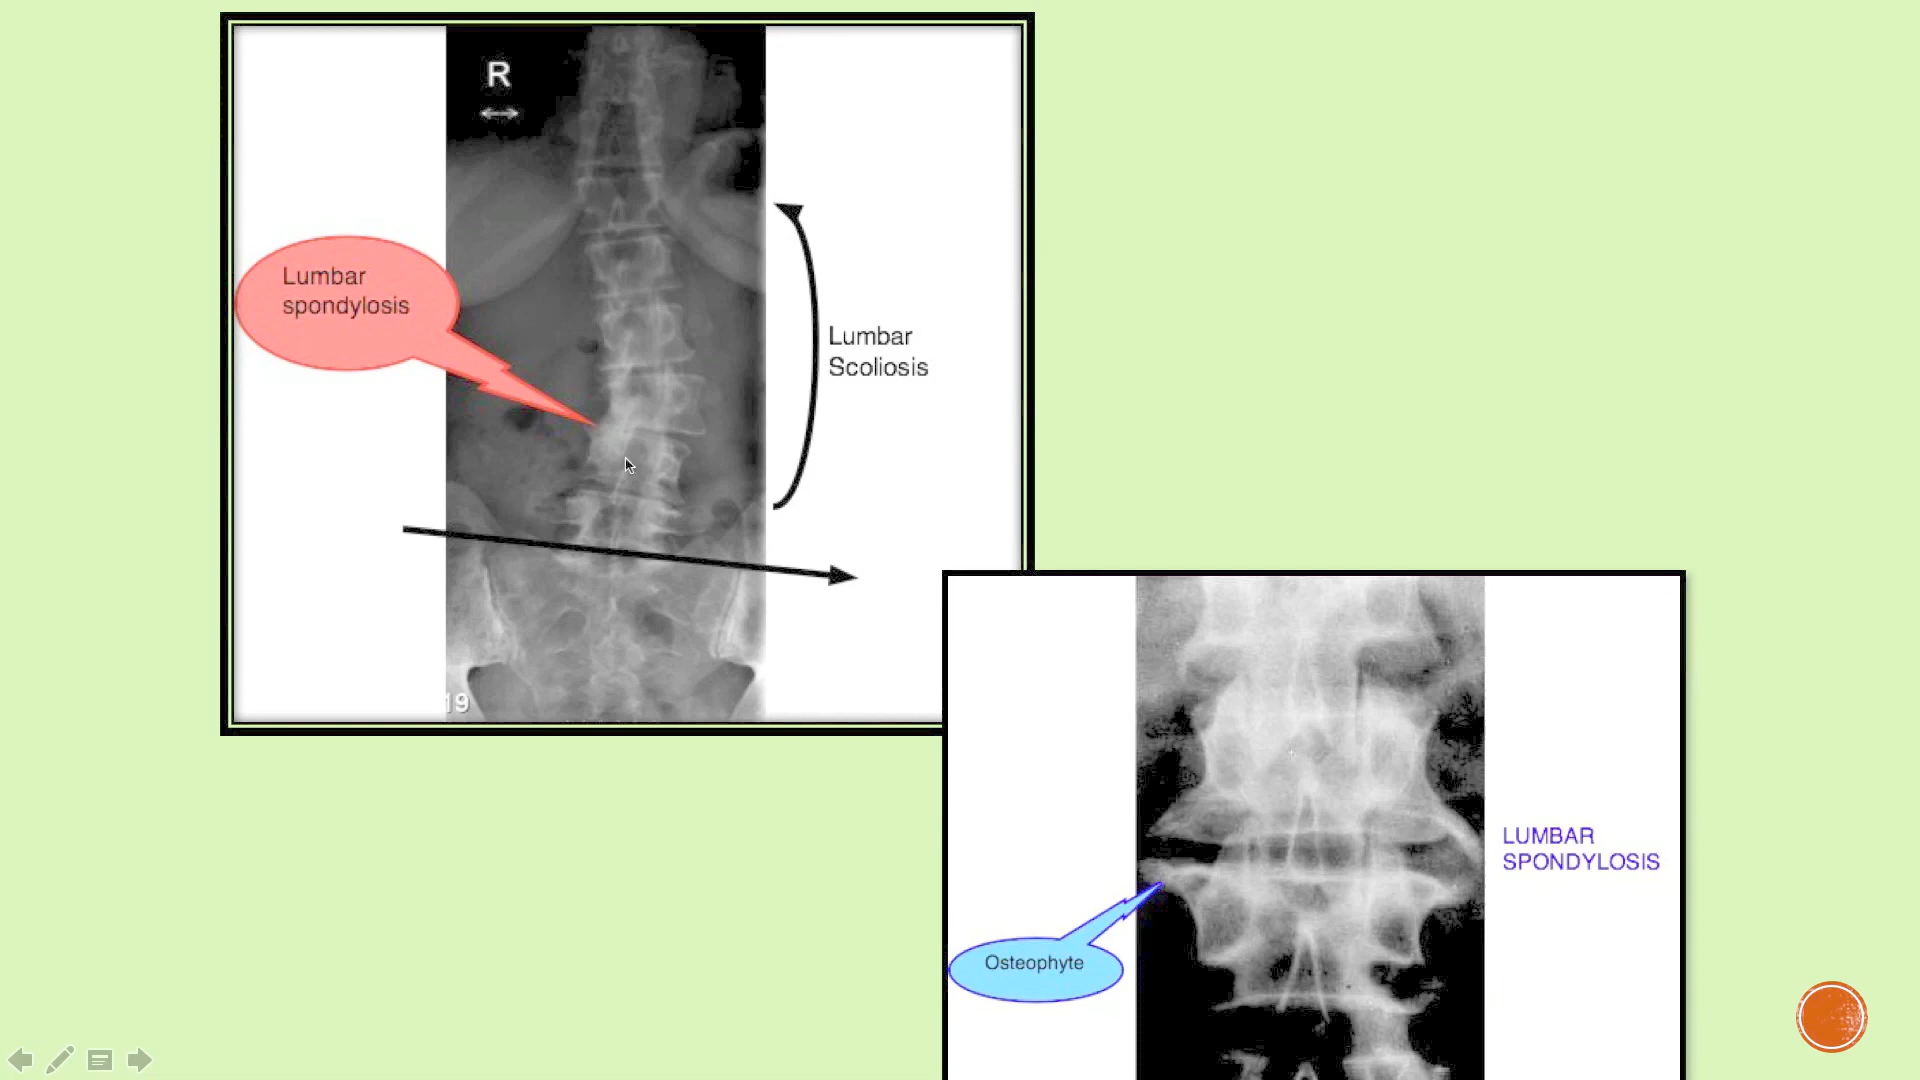 R
Lumbar
spondylosis
Lumbar
Scoliosis
19
LUMBAR
SPONDYLOSIS
Osteophyte